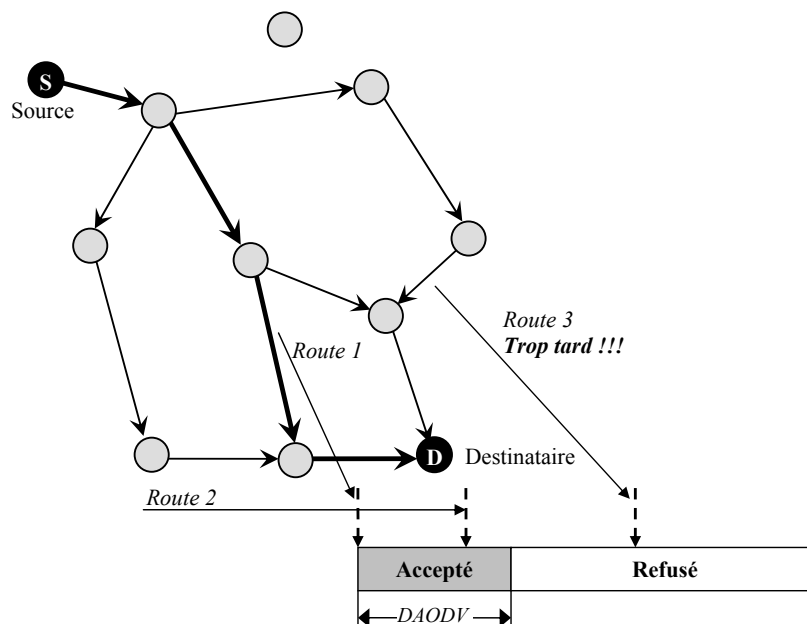 S
Source
Route 3
Trop tard !!!
Route 1
D
Destinataire
Route 2
Accepté
Refusé
DAODV